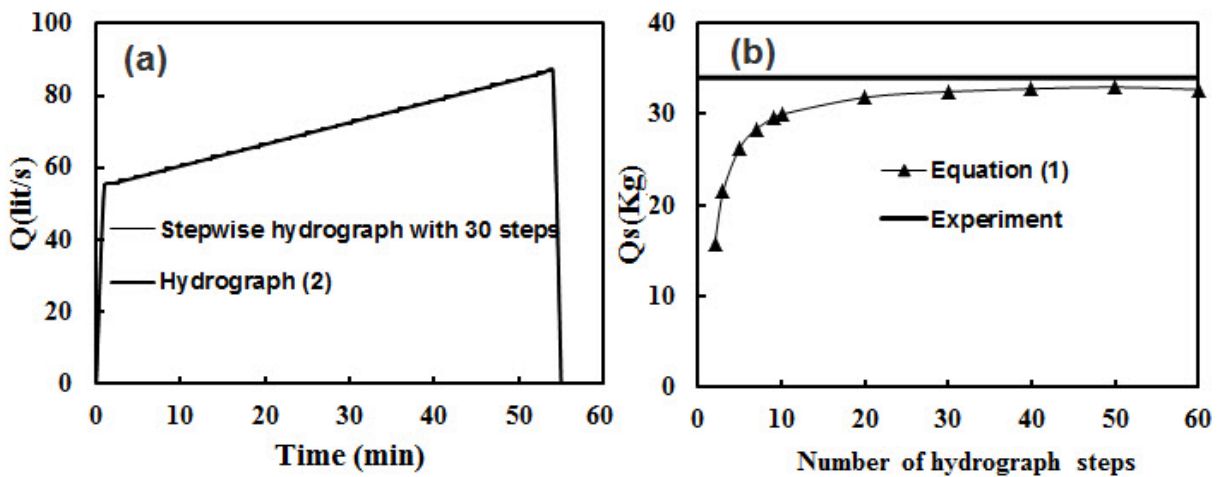 (a)
Q(lit/s)
100
80
60
40
20
0
Stepwise hydrograph with 30 steps
Hydrograph (2)
0 10 20 30 40 50 60
Time (min)
(b)
Qs(Kg)
40
30
20
30
0
Equation (1)
Experiment
0 10 20 30 40 50 60
Number of hydrograph steps